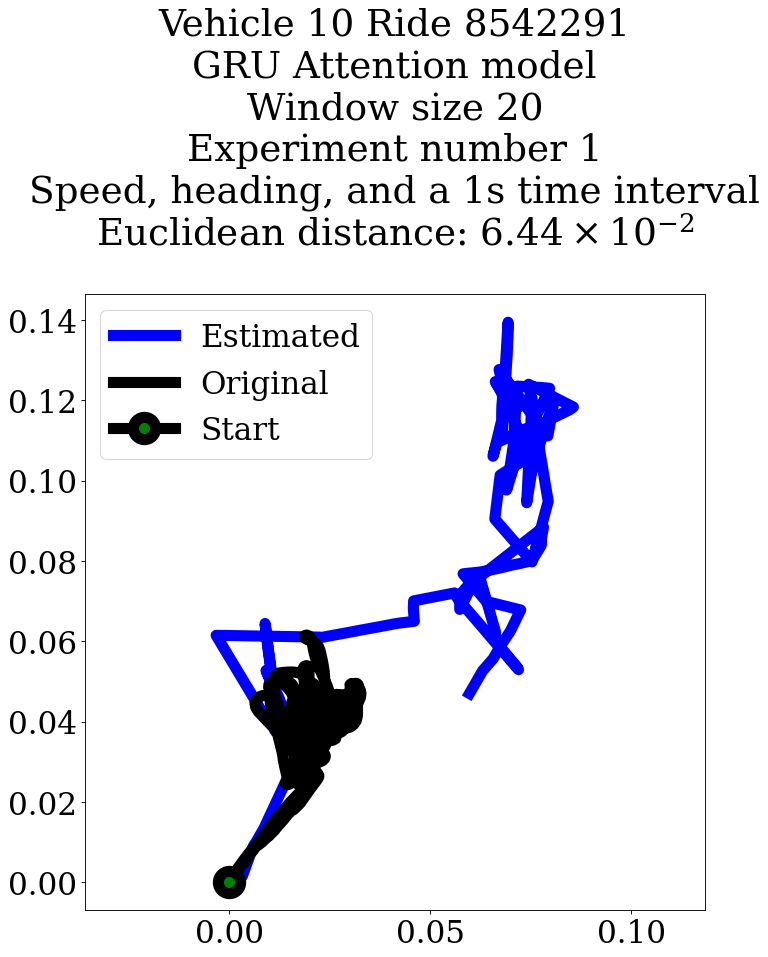 Vehicle 10 Ride 8542291
GRU Attention model
Window size 20
Experiment number 1
Speed, heading, and a 1s time interval
Euclidean distance: 6.44 × 10⁻²
Estimated
Original
Start
0.14
0.12
0.10
0.08
0.06
0.04
0.02
0.00
0.00 0.05 0.10